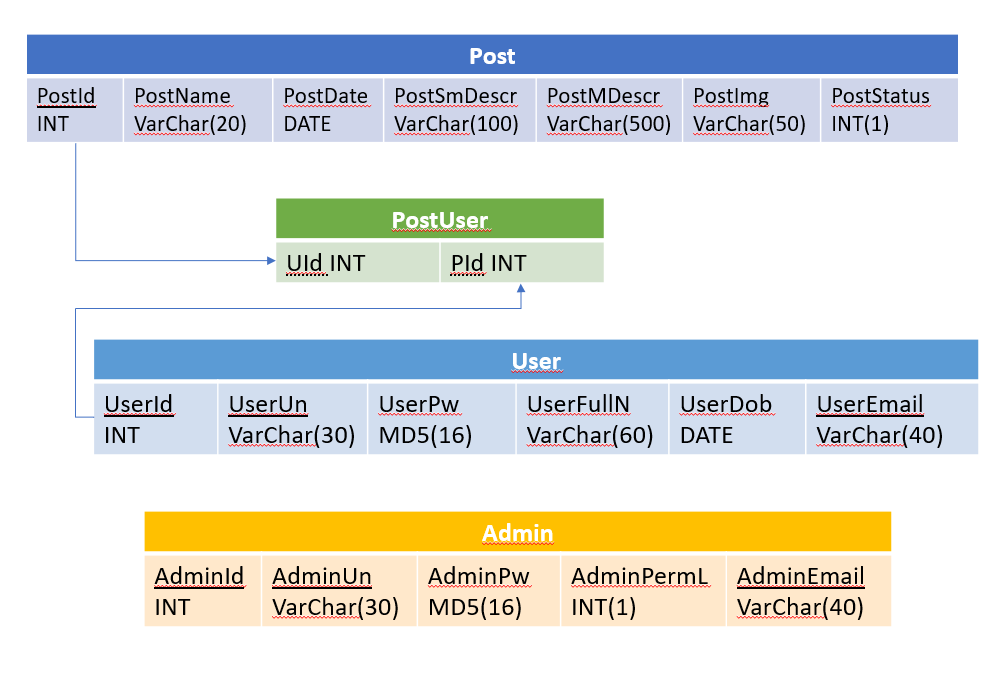 Post
PostId PostName PostDate PostSmDescr PostMDescr PostImg PostStatus
INT VarChar(20) DATE VarChar(100) VarChar(500) VarChar(50) INT(1)
PostUser
UId INT PId INT
User
UserId UserUn UserPw UserFullN UserDob UserEmail
INT VarChar(30) MD5(16) VarChar(60) DATE VarChar(40)
Admin
AdminId AdminUn AdminPw AdminPermL AdminEmail
INT VarChar(30) MD5(16) INT(1) VarChar(40)